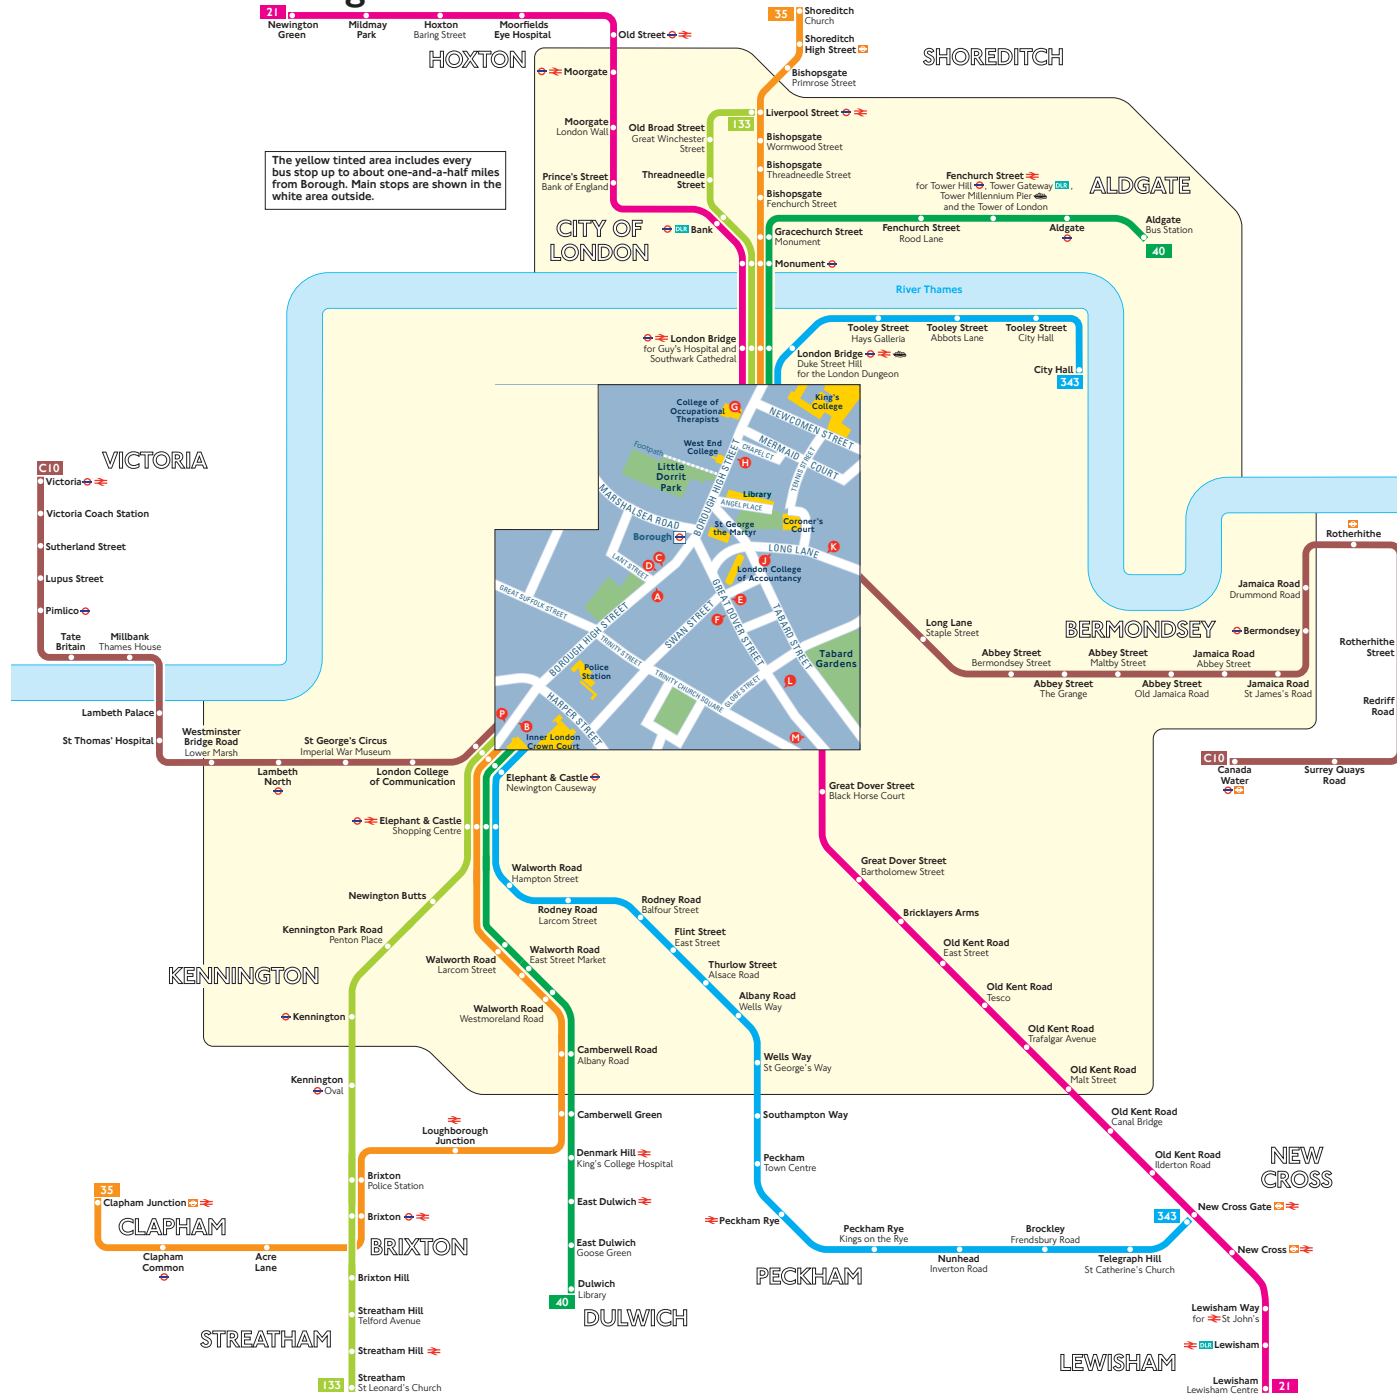 21
Newington
Green
Mildmay
Park
Hoxton
Baring Street
Moorfields
Eye Hospital
Old Street
HOXTON
35
Shoreditch
Church
Shoreditch
High Street
SHOREDITCH
Moorgate
Bishopsgate
Primrose Street
Moorgate
London Wall
133
Liverpool Street
Old Broad Street
Great Winchester
Street
Bishopsgate
Wormwood Street
The yellow tinted area includes every
bus stop up to about one-and-a-half miles
from Borough. Main stops are shown in the
white area outside.
Prince's Street
Bank of England
Threadneedle
Street
Bishopsgate
Threadneedle Street
Bishopsgate
Fenchurch Street
Fenchurch Street
for Tower Hill , Tower Gateway DLR ,
Tower Millennium Pier
and the Tower of London
ALDGATE
CITY OF
LONDON
DLR Bank
Gracechurch Street
Monument
Fenchurch Street
Rood Lane
Aldgate
Aldgate
Bus Station
40
Monument
River Thames
London Bridge
for Guy's Hospital and
Southwark Cathedral
London Bridge
Duke Street Hill
for the London Dungeon
Tooley Street
Hays Galleria
Tooley Street
Abbots Lane
Tooley Street
City Hall
City Hall
343
College of
Occupational
Therapists
G
King's
College
NEWCOMEN STREET
West End
College
Footpath
CHAPEL CT
MERMAID COURT
H
Little
Dorrit
Park
TENNIS STREET
BOROUGH HIGH STREET
Library
ANGEL PLACE
MARSHALSEA ROAD
St George
the Martyr
Coroner's
Court
Borough
LONG LANE
K
J
C
D
LANT STREET
London College
of Accountancy
A
GREAT SUFFOLK STREET
E
F
GREAT DOVER STREET
TABARD STREET
SWAN STREET
BOROUGH HIGH STREET
TRINITY STREET
Tabard
Gardens
Police
Station
TRINITY CHURCH SQUARE
GLOBE STREET
L
HARPER STREET
P
B
M
Inner London
Crown Court
VICTORIA
C10
Victoria
Victoria Coach Station
Sutherland Street
Lupus Street
Pimlico
Tate
Britain
Millbank
Thames House
Lambeth Palace
St Thomas' Hospital
Westminster
Bridge Road
Lower Marsh
Lambeth
North
St George's Circus
Imperial War Museum
London College
of Communication
Rotherhithe
Jamaica Road
Drummond Road
BERMONDSEY
Bermondsey
Long Lane
Staple Street
Abbey Street
Bermondsey Street
Abbey Street
The Grange
Abbey Street
Maltby Street
Abbey Street
Old Jamaica Road
Jamaica Road
Abbey Street
Jamaica Road
St James's Road
Rotherhithe
Street
Redriff
Road
C10
Canada
Water
Surrey Quays
Road
Elephant & Castle
Newington Causeway
Elephant & Castle
Shopping Centre
Great Dover Street
Black Horse Court
Walworth Road
Hampton Street
Great Dover Street
Bartholomew Street
Newington Butts
Rodney Road
Larcom Street
Rodney Road
Balfour Street
Bricklayers Arms
Kennington Park Road
Penton Place
Flint Street
East Street
Old Kent Road
East Street
KENNINGTON
Walworth Road
Larcom Street
Walworth Road
East Street Market
Thurlow Street
Alsace Road
Old Kent Road
Tesco
Walworth Road
Westmoreland Road
Albany Road
Wells Way
Kennington
Old Kent Road
Trafalgar Avenue
Camberwell Road
Albany Road
Wells Way
St George's Way
Old Kent Road
Malt Street
Kennington
Oval
Camberwell Green
Southampton Way
Old Kent Road
Canal Bridge
Loughborough
Junction
Denmark Hill
King's College Hospital
Peckham
Town Centre
Old Kent Road
Ilderton Road
NEW
CROSS
Brixton
Police Station
35
Clapham Junction
East Dulwich
New Cross Gate
343
Brixton
Peckham Rye
CLAPHAM
BRIXTON
East Dulwich
Goose Green
Peckham Rye
Kings on the Rye
Nunhead
Inverton Road
Brockley
Frendsbury Road
Telegraph Hill
St Catherine's Church
New Cross
Clapham
Common
Acre
Lane
Brixton Hill
PECKHAM
Dulwich
Library
40
DULWICH
Streatham Hill
Telford Avenue
STREATHAM
Lewisham Way
for St John's
Streatham Hill
DLR Lewisham
LEWISHAM
133
Streatham
St Leonard's Church
Lewisham
Lewisham Centre
21